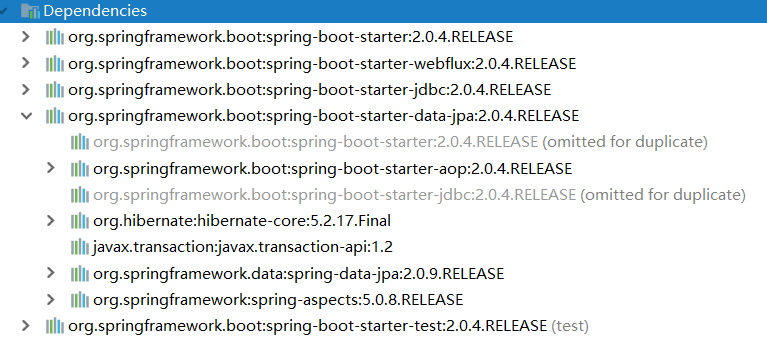 Dependencies
org.springframework.boot:spring-boot-starter:2.0.4.RELEASE
org.springframework.boot:spring-boot-starter-webflux:2.0.4.RELEASE
org.springframework.boot:spring-boot-starter-jdbc:2.0.4.RELEASE
org.springframework.boot:spring-boot-starter-data-jpa:2.0.4.RELEASE
org.springframework.boot:spring-boot-starter:2.0.4.RELEASE (omitted for duplicate)
org.springframework.boot:spring-boot-starter-aop:2.0.4.RELEASE
org.springframework.boot:spring-boot-starter-jdbc:2.0.4.RELEASE (omitted for duplicate)
org.hibernate:hibernate-core:5.2.17.Final
javax.transaction:javax.transaction-api:1.2
org.springframework.data:spring-data-jpa:2.0.9.RELEASE
org.springframework:spring-aspects:5.0.8.RELEASE
org.springframework.boot:spring-boot-starter-test:2.0.4.RELEASE (test)